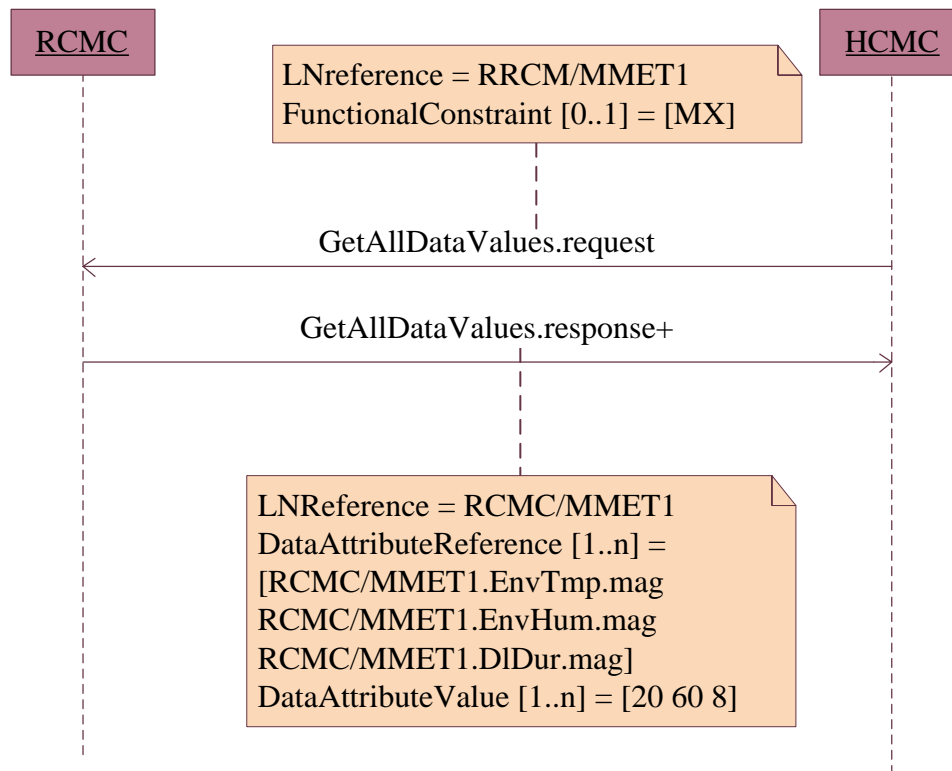 RCMC
HCMC
LNreference = RRCM/MMET1
FunctionalConstraint [0..1] = [MX]
GetAllDataValues.request
GetAllDataValues.response+
LNReference = RCMC/MMET1
DataAttributeReference [1..n] =
[RCMC/MMET1.EnvTmp.mag
RCMC/MMET1.EnvHum.mag
RCMC/MMET1.DlDur.mag]
DataAttributeValue [1..n] = [20 60 8]